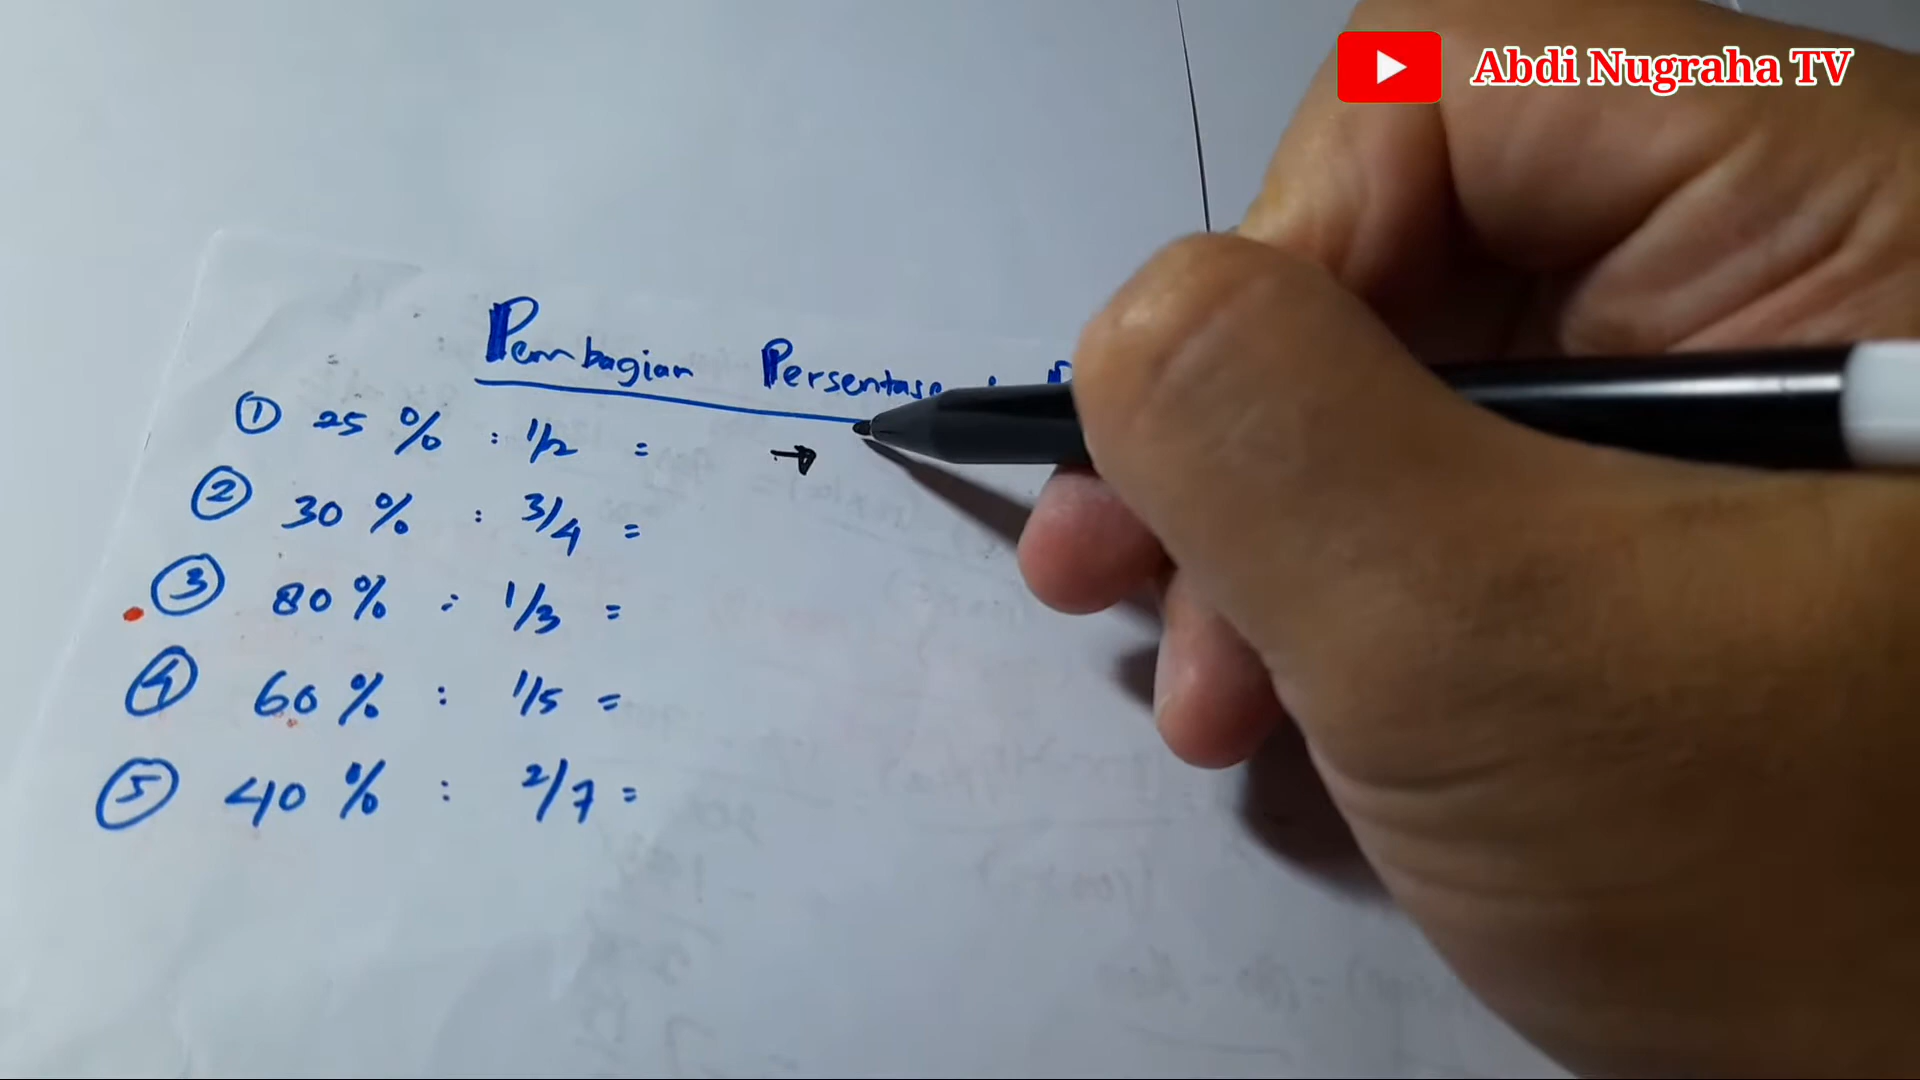 Abdi Nugraha TV
Pembagian Persentase :
① 25 % : 1/2 =
→
② 30 % : 3/4 =
③ 80 % : 1/3 =
④ 60 % : 1/5 =
⑤ 40 % : 2/7 =